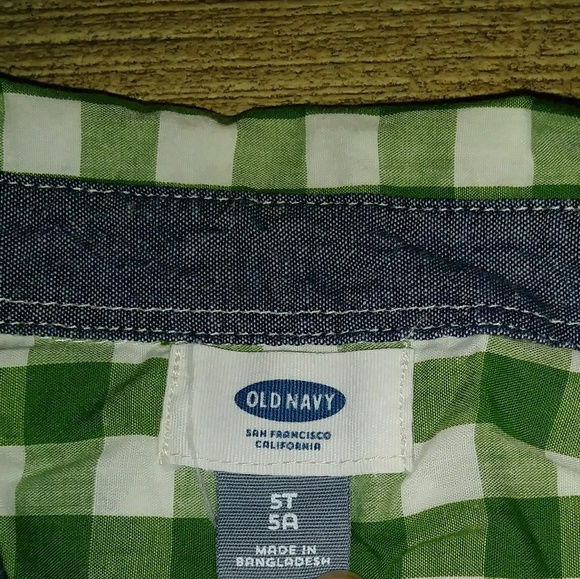 OLD NAVY
SAN FRANCISCO
CALIFORNIA
5T
5A
MADE IN
BANGLADESH